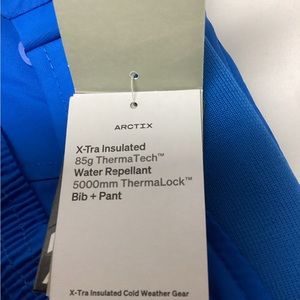 ARCTIX
X-Tra Insulated
85g ThermaTech™
Water Repellant
5000mm ThermaLock™
Bib + Pant
X-Tra Insulated Cold Weather Gear